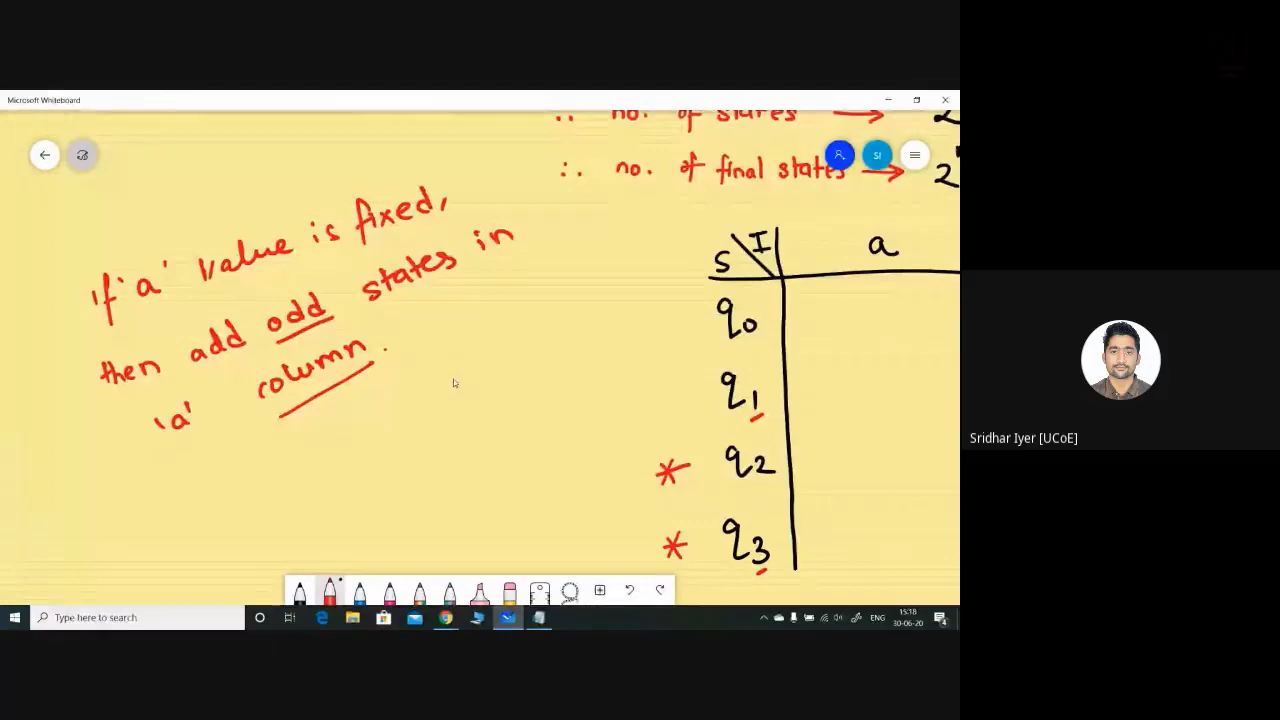 Microsoft Whiteboard
∴ no. of states → 2
∴ no. of final states → 2
SI
If 'a' value is fixed,
then add odd states in
'a' column.
S I a
q0
q1
* q2
* q3
Sridhar Iyer [UCoE]
Type here to search
ENG
15:18
30-06-20
4